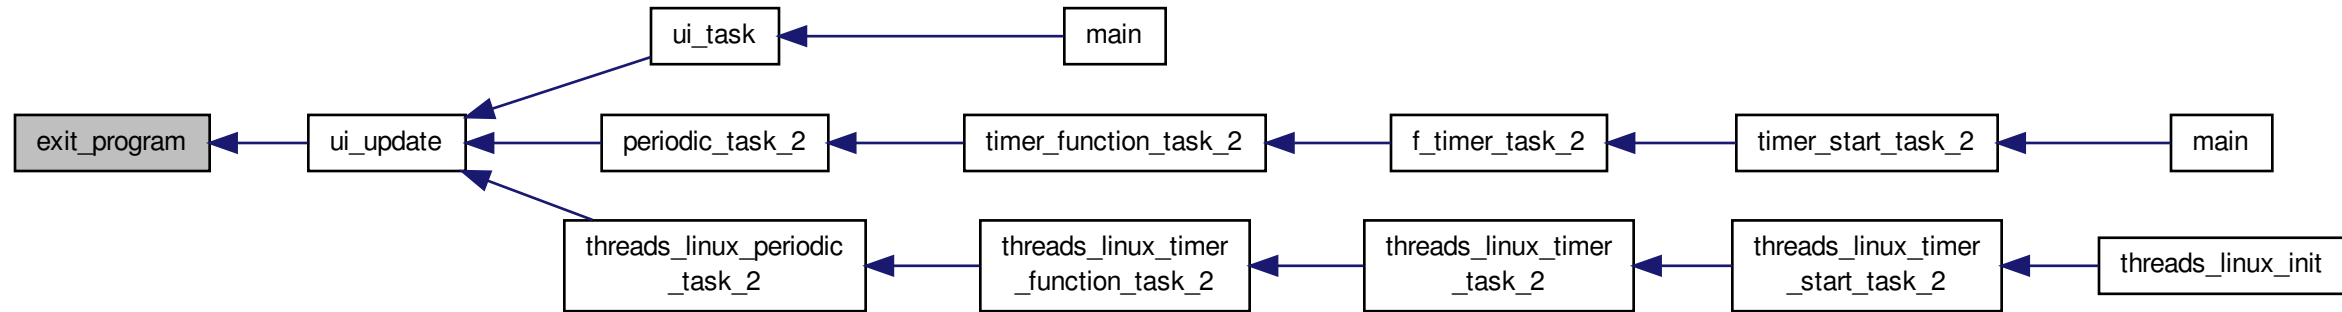 ui_task
main
exit_program
ui_update
periodic_task_2
timer_function_task_2
f_timer_task_2
timer_start_task_2
main
threads_linux_periodic
_task_2
threads_linux_timer
_function_task_2
threads_linux_timer
_task_2
threads_linux_timer
_start_task_2
threads_linux_init